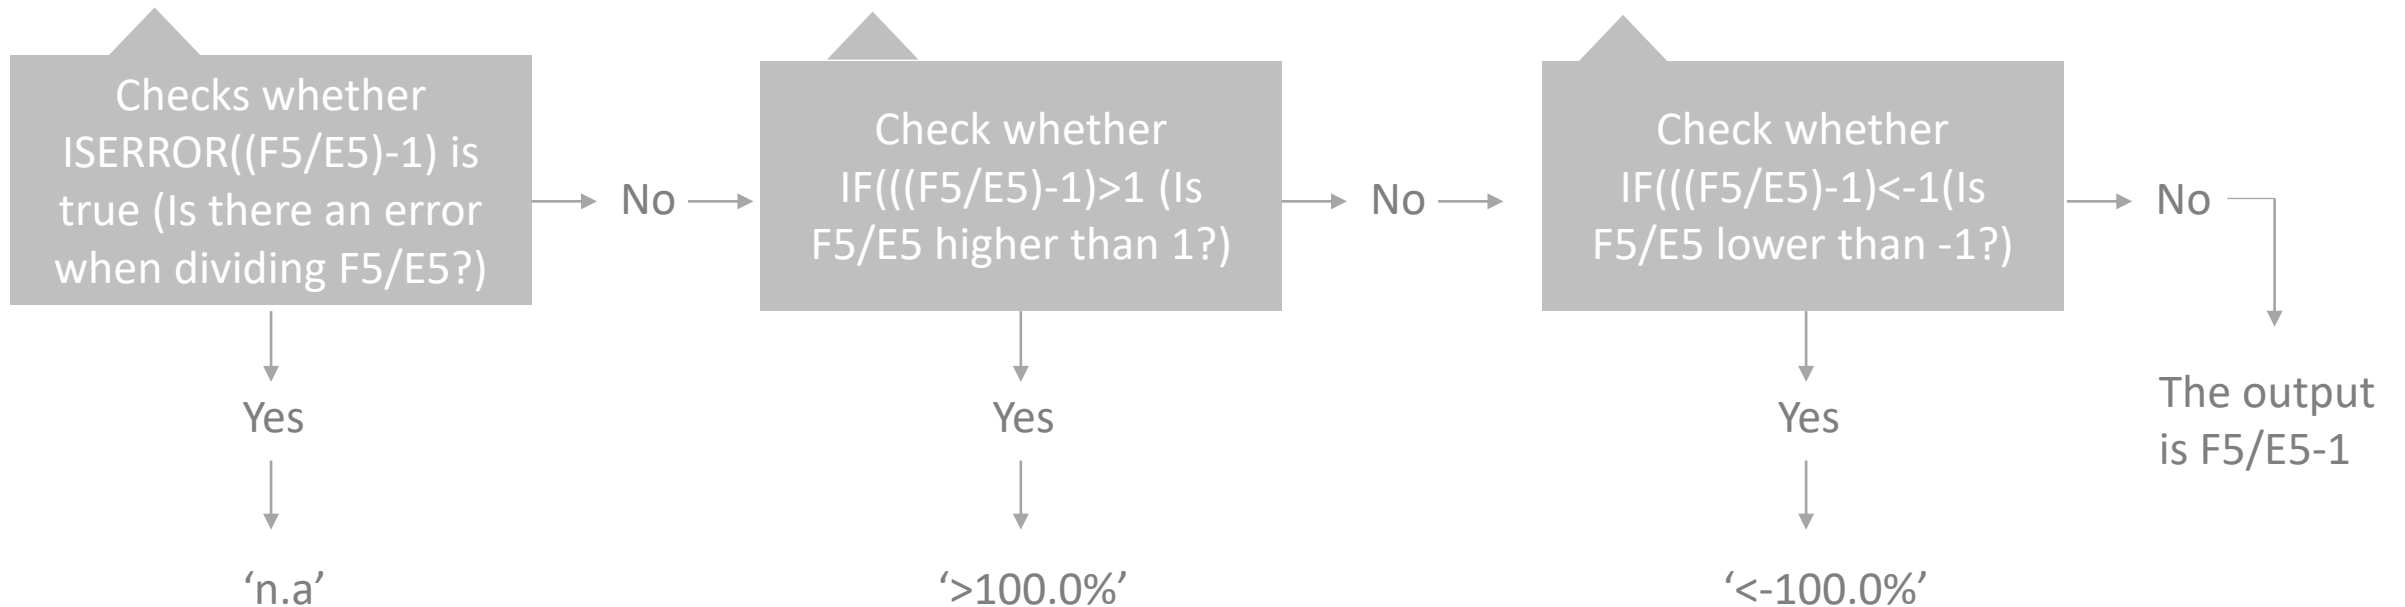 Checks whether
ISERROR((F5/E5)-1) is
true (Is there an error
when dividing F5/E5?)
No
Check whether
IF(((F5/E5)-1)>1 (Is
F5/E5 higher than 1?)
No
Check whether
IF(((F5/E5)-1)<-1(Is
F5/E5 lower than -1?)
No
Yes
Yes
Yes
The output
is F5/E5-1
‘n.a’
‘>100.0%’
‘<-100.0%’